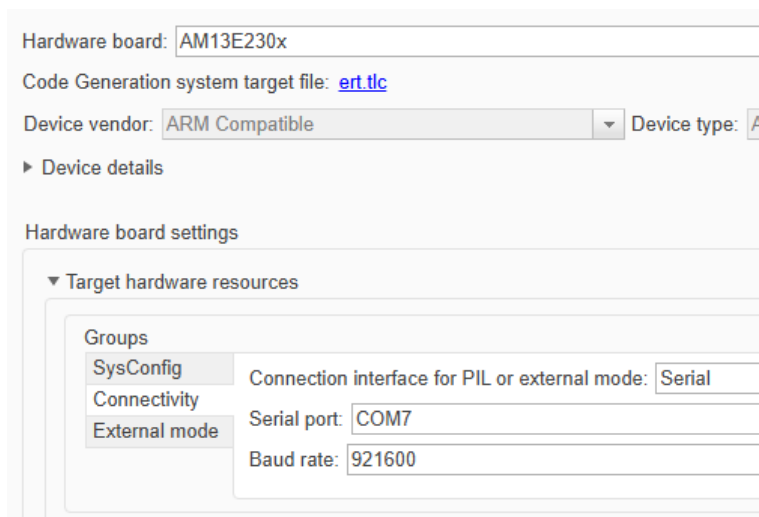 Hardware board: AM13E230x
Code Generation system target file: ert.tlc
Device vendor: ARM Compatible Device type:
Device details
Hardware board settings
Target hardware resources
Groups
SysConfig
Connectivity
External mode
Connection interface for PIL or external mode: Serial
Serial port: COM7
Baud rate: 921600